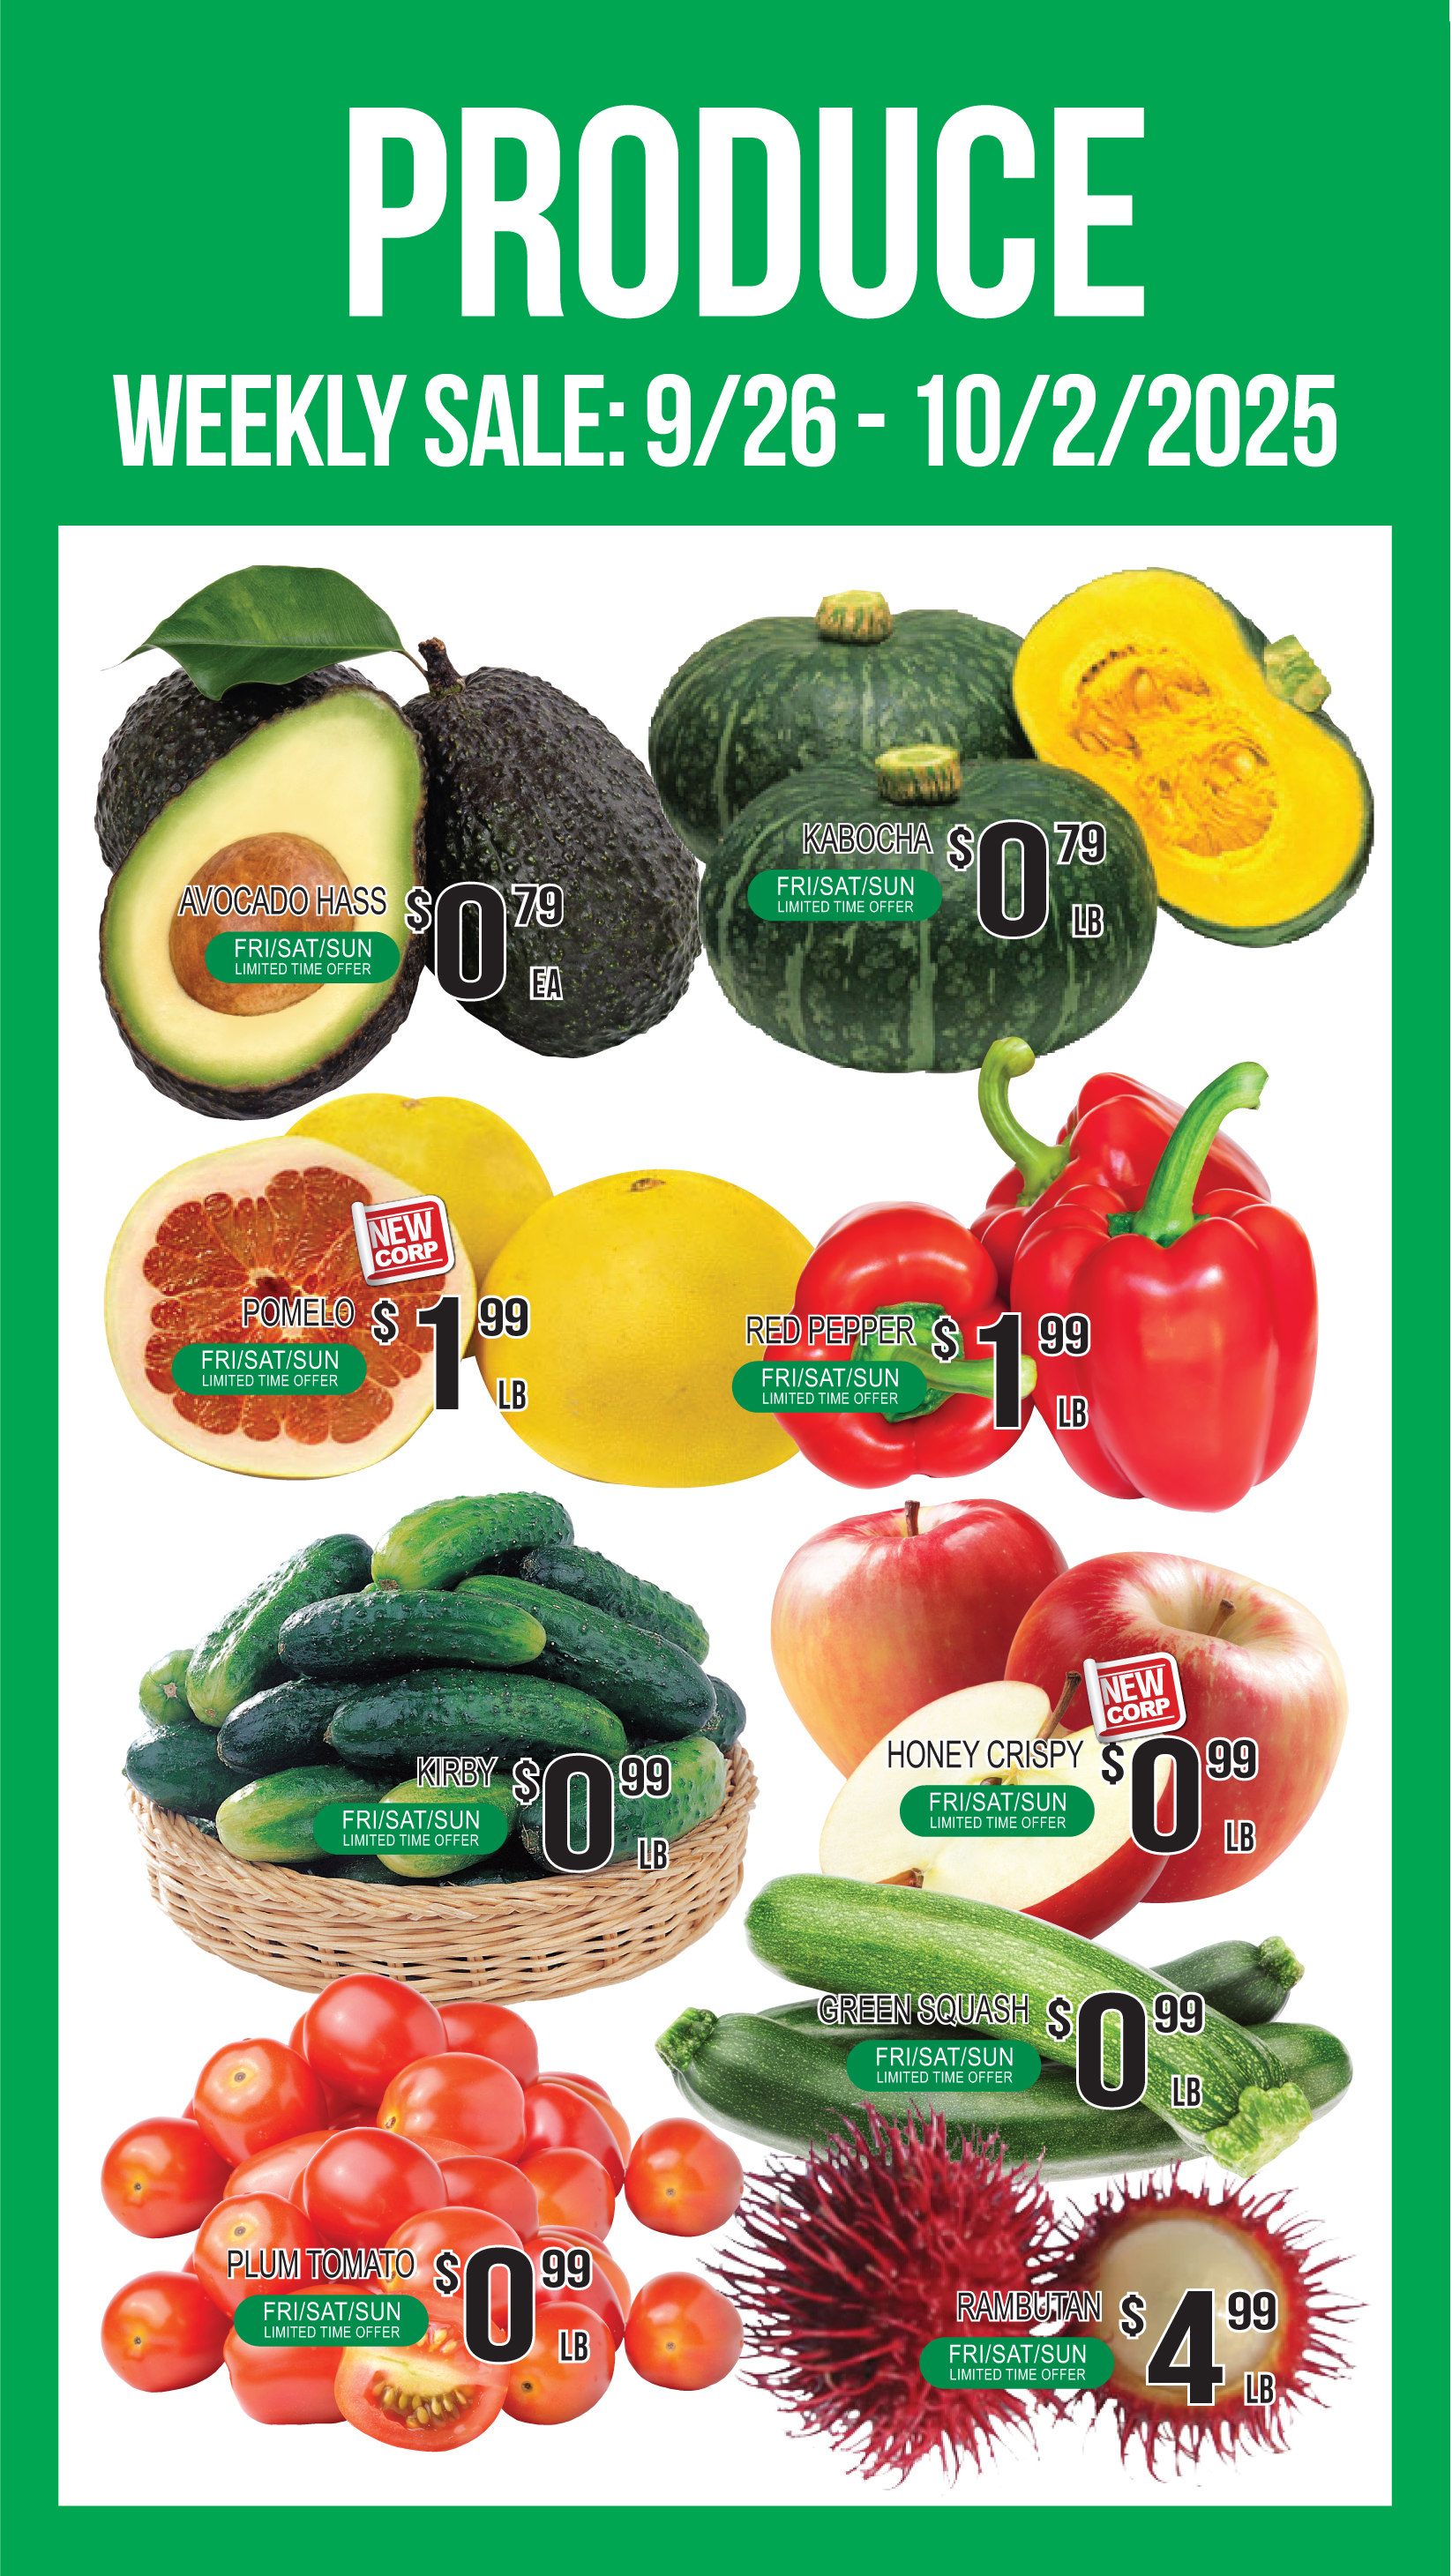 PRODUCE
WEEKLY SALE: 9/26 - 10/2/2025
AVOCADO HASS $0 79
FRI/SAT/SUN
LIMITED TIME OFFER
EA
KABOCHA $0 79
FRI/SAT/SUN
LIMITED TIME OFFER
LB
NEW
CORP
POMELO $1 99
FRI/SAT/SUN
LIMITED TIME OFFER
LB
RED PEPPER $1 99
FRI/SAT/SUN
LIMITED TIME OFFER
LB
KIRBY $0 99
FRI/SAT/SUN
LIMITED TIME OFFER
LB
NEW
CORP
HONEY CRISPY $0 99
FRI/SAT/SUN
LIMITED TIME OFFER
LB
GREEN SQUASH $0 99
FRI/SAT/SUN
LIMITED TIME OFFER
LB
PLUM TOMATO $0 99
FRI/SAT/SUN
LIMITED TIME OFFER
LB
RAMBUTAN $4 99
FRI/SAT/SUN
LIMITED TIME OFFER
LB